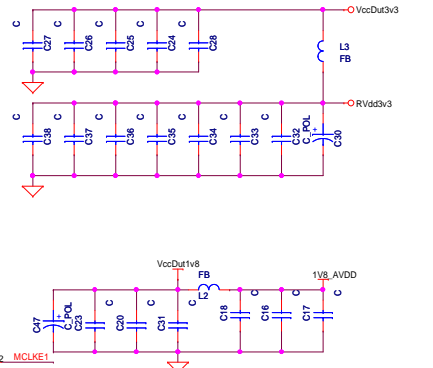 VccDut3v3
C C C C C
C27 C26 C25 C24 C28
L3
FB
RVdd3v3
C C C C C C C_POL
+
C38 C37 C36 C35 C34 C33 C32 C30
VccDut1v8
FB
1V8_AVDD
L2
+
C_POL C C C C C C
C47 C23 C20 C31 C18 C16 C17
2 MCLKE1